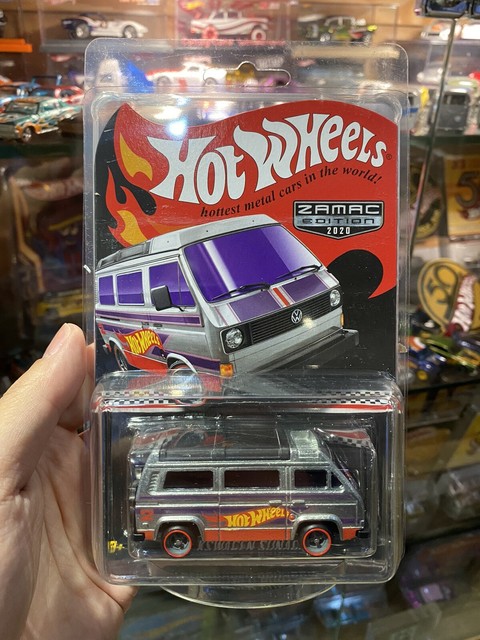 HOT WHEELS
hottest metal cars in the world!
ZAMAC
EDITION
2020
HOT WHEELS
HOT WHEELS